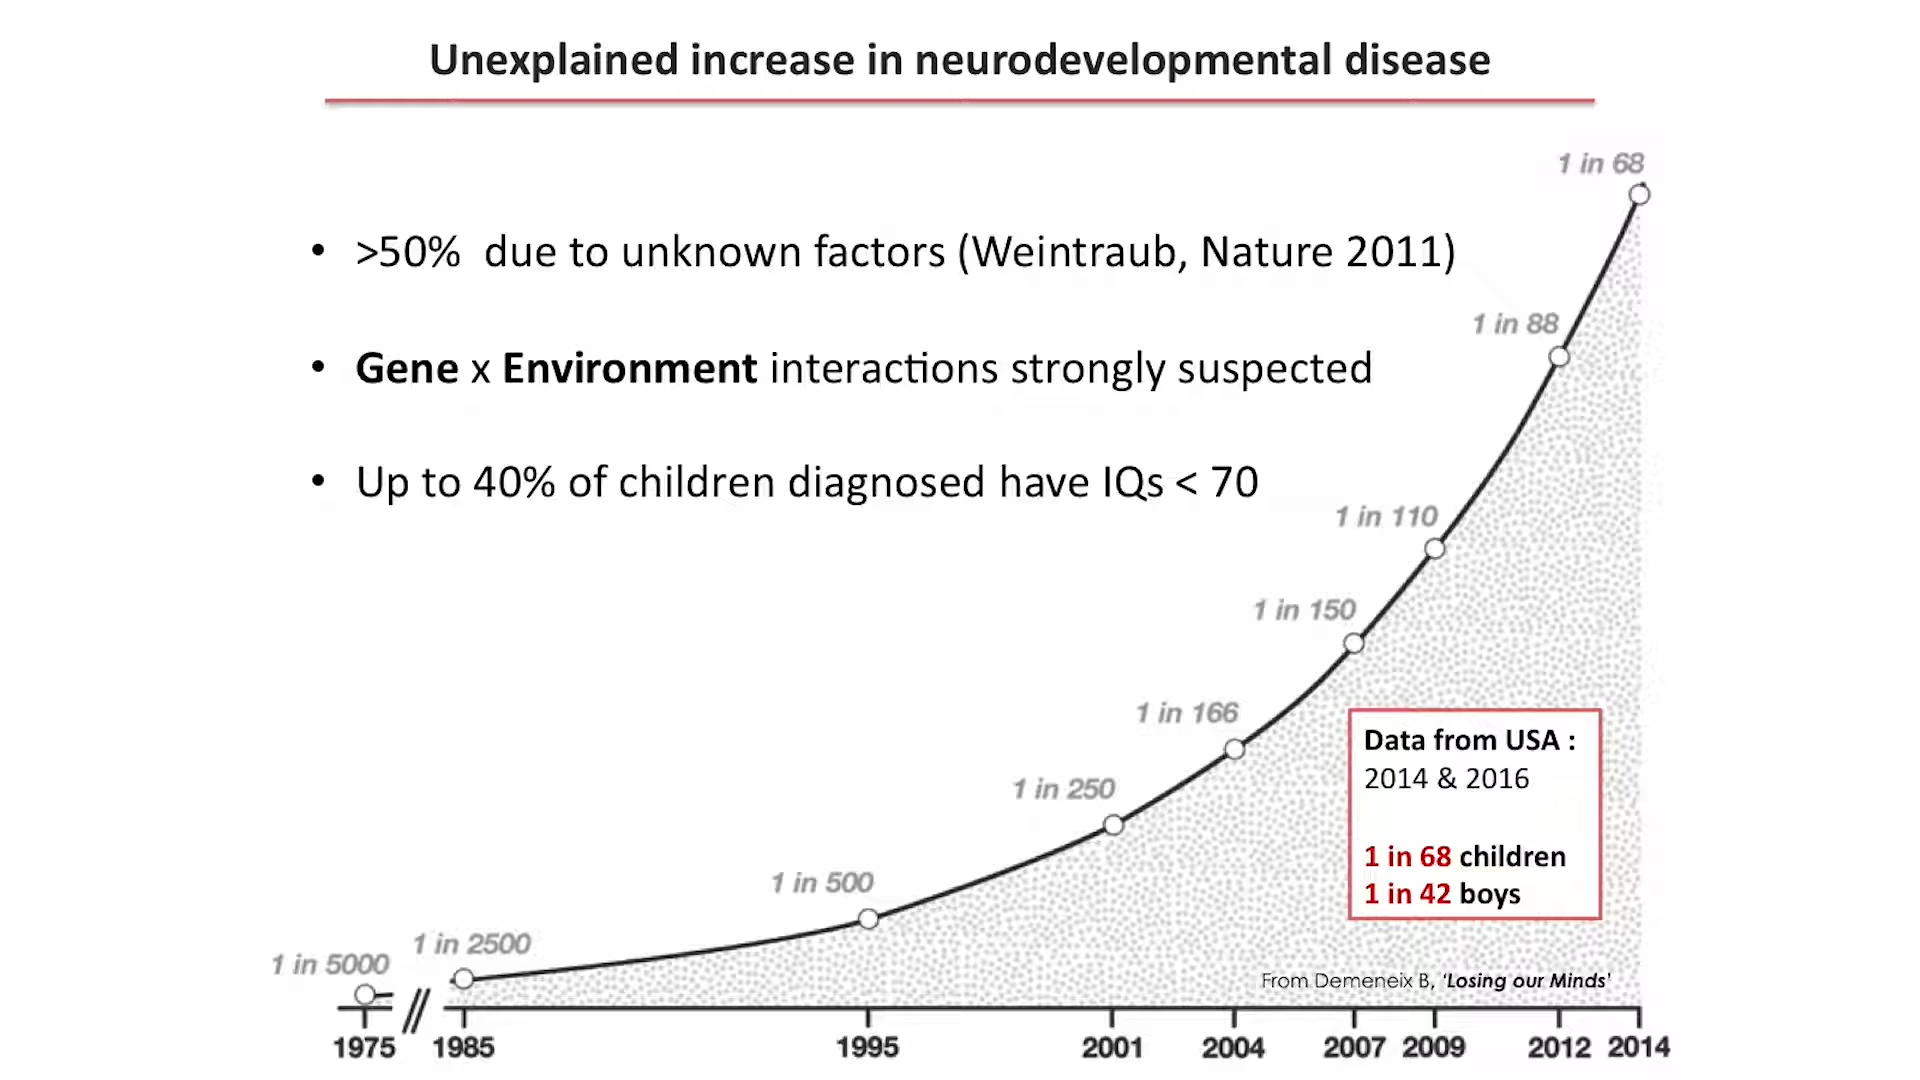 Unexplained increase in neurodevelopmental disease
• >50% due to unknown factors (Weintraub, Nature 2011)
• Gene x Environment interactions strongly suspected
• Up to 40% of children diagnosed have IQs < 70
1 in 68
1 in 88
1 in 110
1 in 150
1 in 166
1 in 250
1 in 500
1 in 2500
1 in 5000
Data from USA :
2014 & 2016
1 in 68 children
1 in 42 boys
From Demeneix B, ‘Losing our Minds’
1975 1985 1995 2001 2004 2007 2009 2012 2014